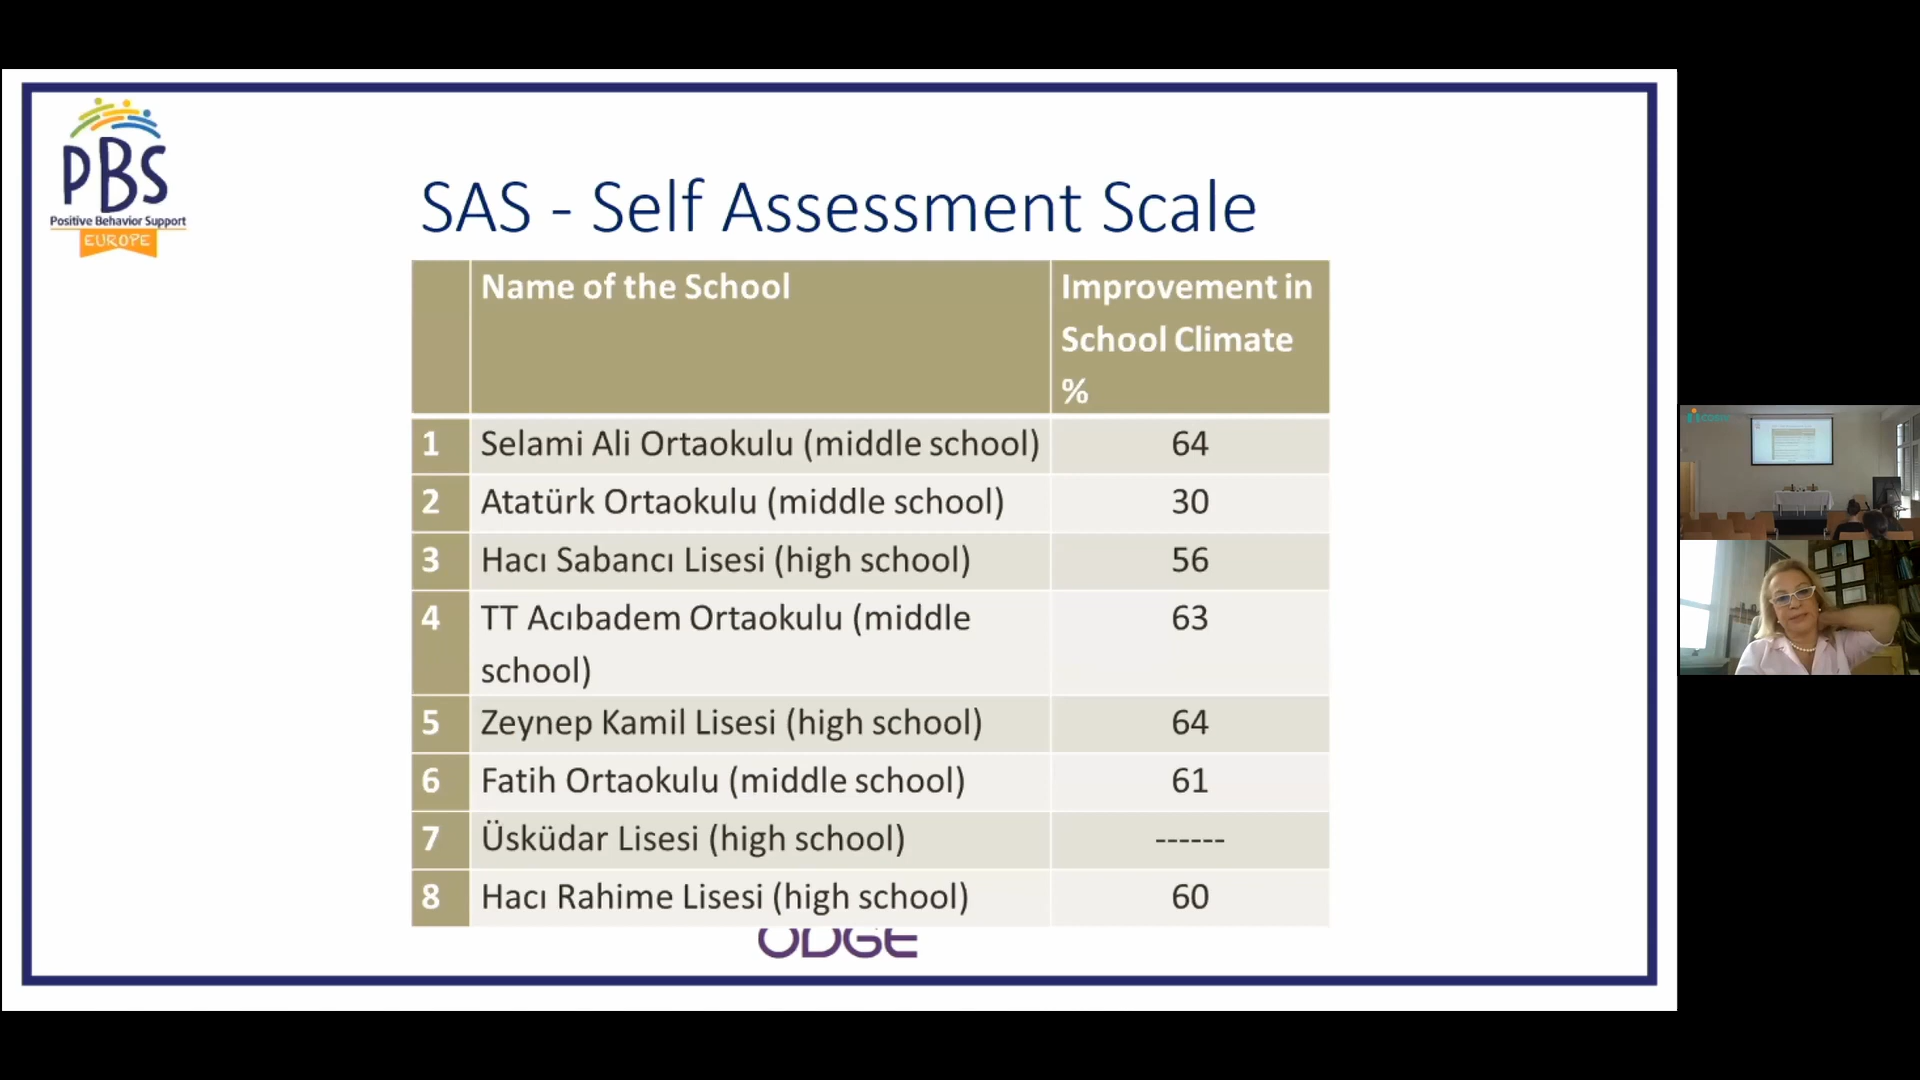 PBS
Positive Behavior Support
EUROPE
SAS - Self Assessment Scale
Name of the School
Improvement in
School Climate
%
1 Selami Ali Ortaokulu (middle school) 64
2 Atatürk Ortaokulu (middle school) 30
3 Hacı Sabancı Lisesi (high school) 56
4 TT Acıbadem Ortaokulu (middle 63
school)
5 Zeynep Kamil Lisesi (high school) 64
6 Fatih Ortaokulu (middle school) 61
7 Üsküdar Lisesi (high school) ------
8 Hacı Rahime Lisesi (high school) 60